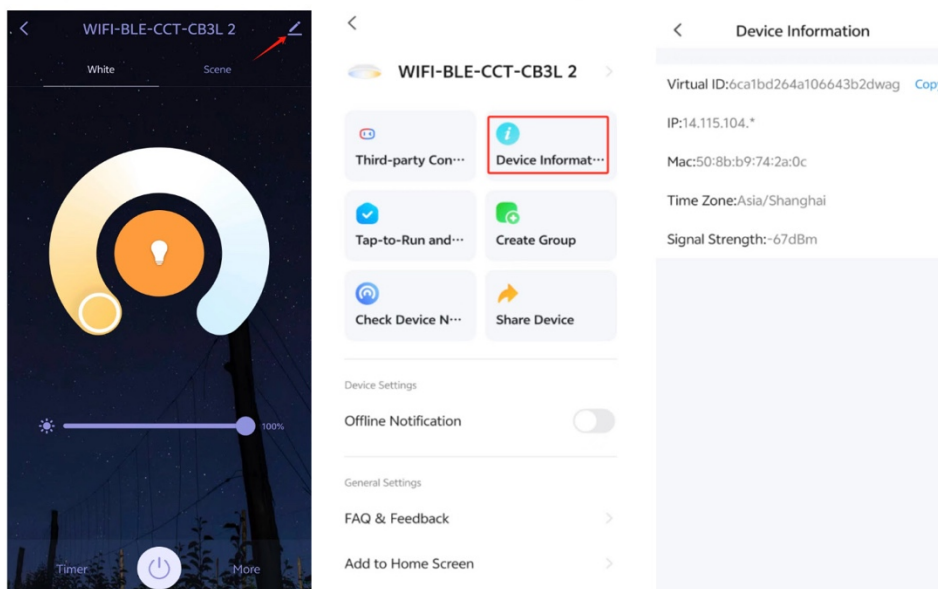 WIFI-BLE-CCT-CB3L 2
White
Scene
100%
Timer
More
WIFI-BLE-CCT-CB3L 2
Third-party Con···
Device Informat···
Tap-to-Run and···
Create Group
Check Device N···
Share Device
Device Settings
Offline Notification
General Settings
FAQ & Feedback
Add to Home Screen
Device Information
Virtual ID:6ca1bd264a106643b2dwag Copy
IP:14.115.104.*
Mac:50:8b:b9:74:2a:0c
Time Zone:Asia/Shanghai
Signal Strength:-67dBm